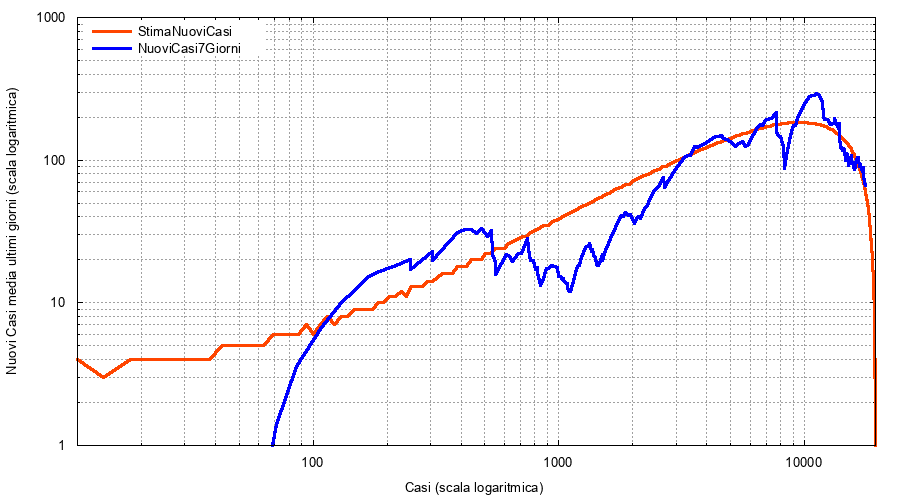 1000
StimaNuoviCasi
NuoviCasi7Giorni
100
10
1
Nuovi Casi media ultimi giorni (scala logaritmica)
100
1000
10000
Casi (scala logaritmica)